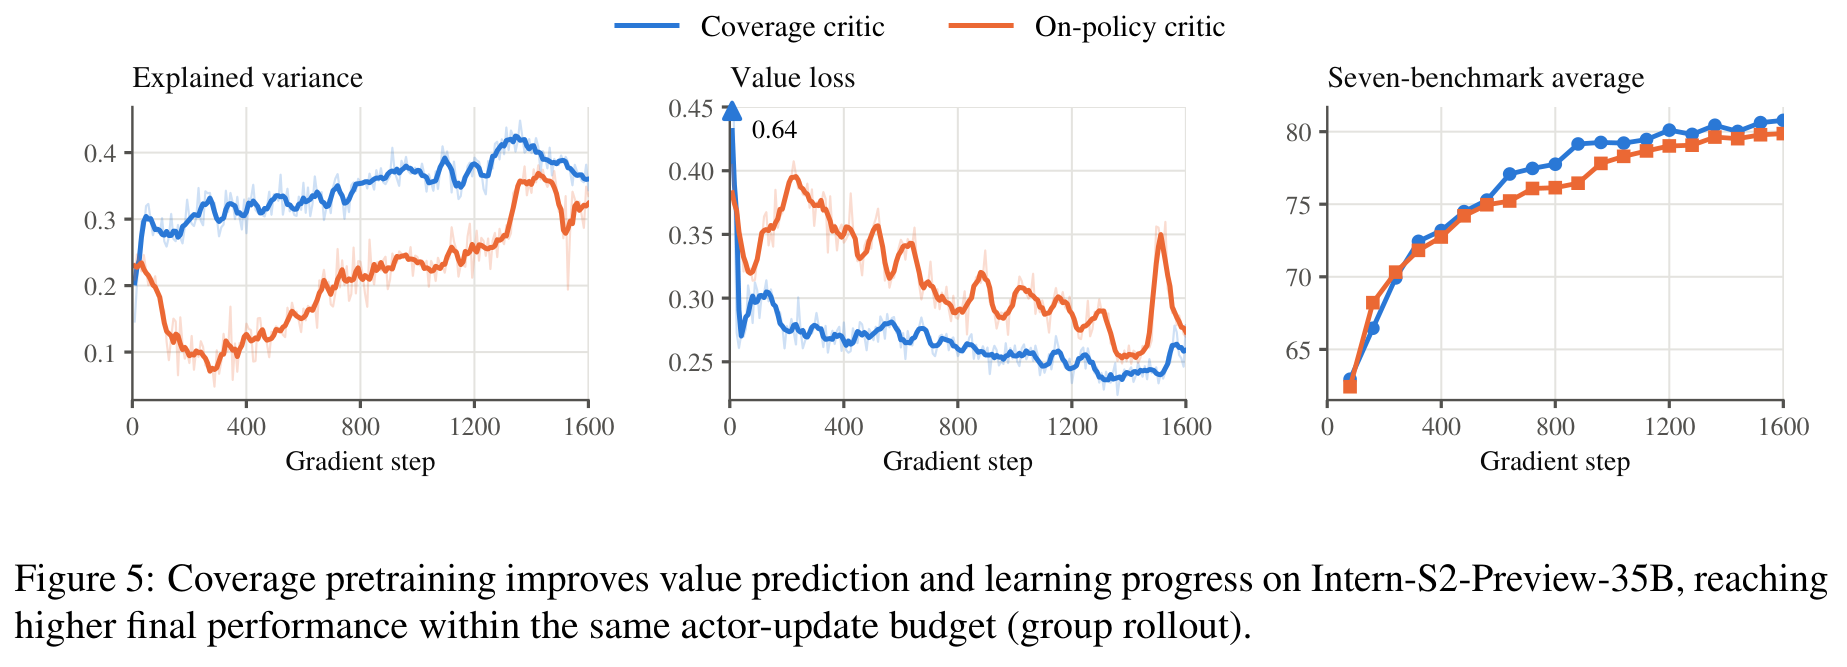 Coverage critic
On-policy critic
Explained variance
0.4
0.3
0.2
0.1
0
400
800
1200
1600
Gradient step
Value loss
0.45
0.64
0.40
0.35
0.30
0.25
0
400
800
1200
1600
Gradient step
Seven-benchmark average
80
75
70
65
0
400
800
1200
1600
Gradient step
Figure 5: Coverage pretraining improves value prediction and learning progress on Intern-S2-Preview-35B, reaching
higher final performance within the same actor-update budget (group rollout).